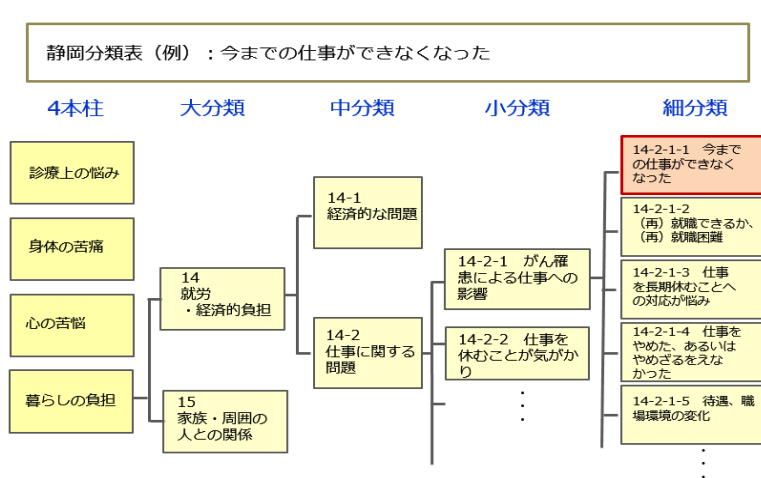 静岡分類表（例）：今までの仕事ができなくなった
4本柱
大分類
中分類
小分類
細分類
診療上の悩み
身体の苦痛
心の苦悩
暮らしの負担
14
就労
・経済的負担
15
家族・周囲の
人との関係
14-1
経済的な問題
14-2
仕事に関する
問題
14-2-1　がん罹
患による仕事への
影響
14-2-2　仕事を
休むことが気がか
り
・
・
・
14-2-1-1　今まで
の仕事ができなく
なった
14-2-1-2
（再）就職できるか、
（再）就職困難
14-2-1-3　仕事
を長期休むことへ
の対応が悩み
14-2-1-4　仕事を
やめた、あるいは
やめざるをえな
かった
14-2-1-5　待遇、職
場環境の変化
・
・
・